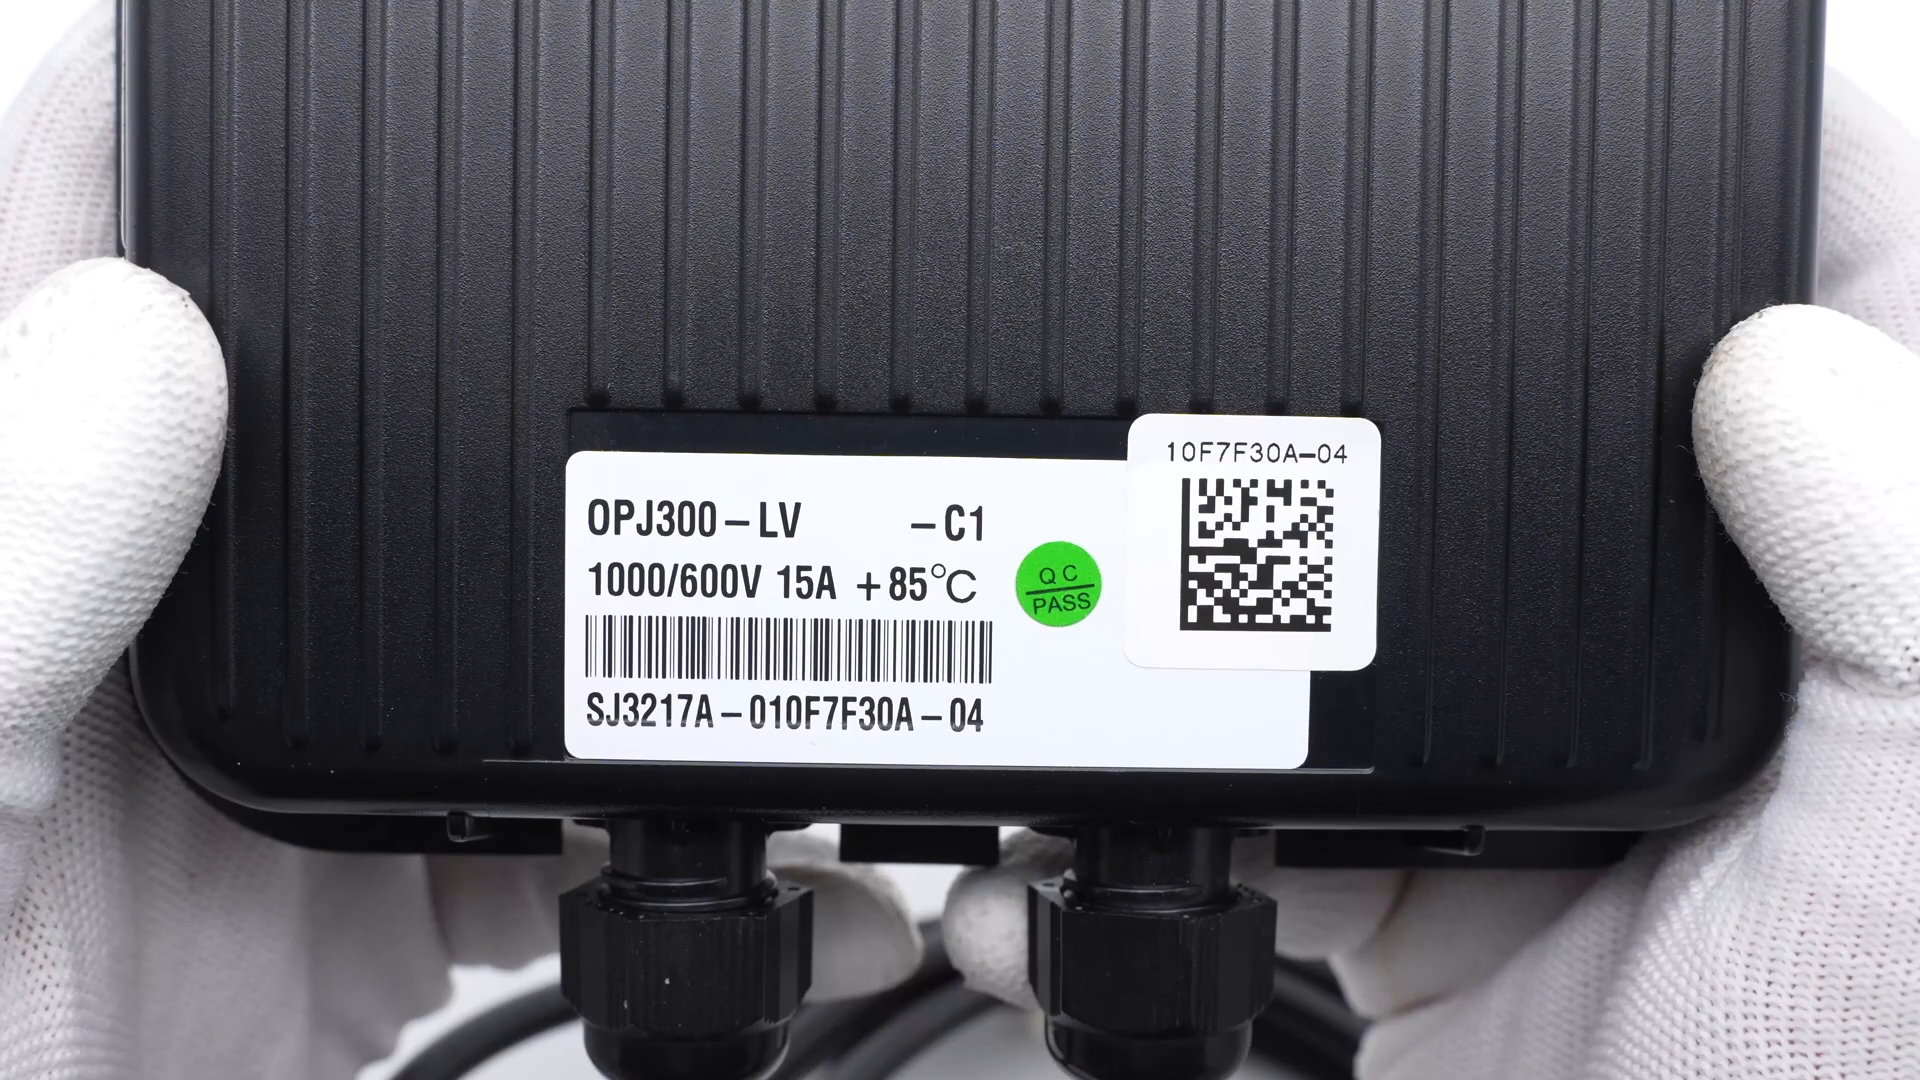 OPJ300-LV -C1
1000/600V 15A +85℃
SJ3217A-010F7F30A-04
QC
PASS
10F7F30A-04